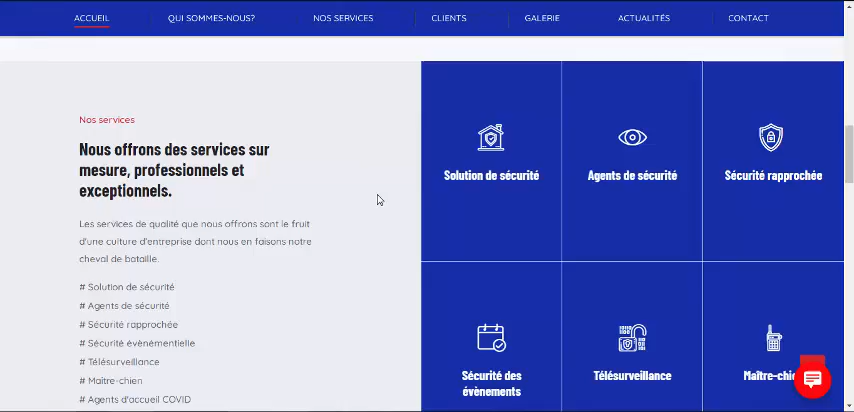 ACCUEIL QUI SOMMES-NOUS? NOS SERVICES CLIENTS GALERIE ACTUALITÉS CONTACT
Nos services
Nous offrons des services sur
mesure, professionnels et
exceptionnels.
Les services de qualité que nous offrons sont le fruit
d'une culture d'entreprise dont nous en faisons notre
cheval de bataille.
# Solution de sécurité
# Agents de sécurité
# Sécurité rapprochée
# Sécurité évènementielle
# Télésurveillance
# Maitre-chien
# Agents d'accueil COVID
Solution de sécurité
Agents de sécurité
Sécurité rapprochée
Sécurité des
évènements
Télésurveillance